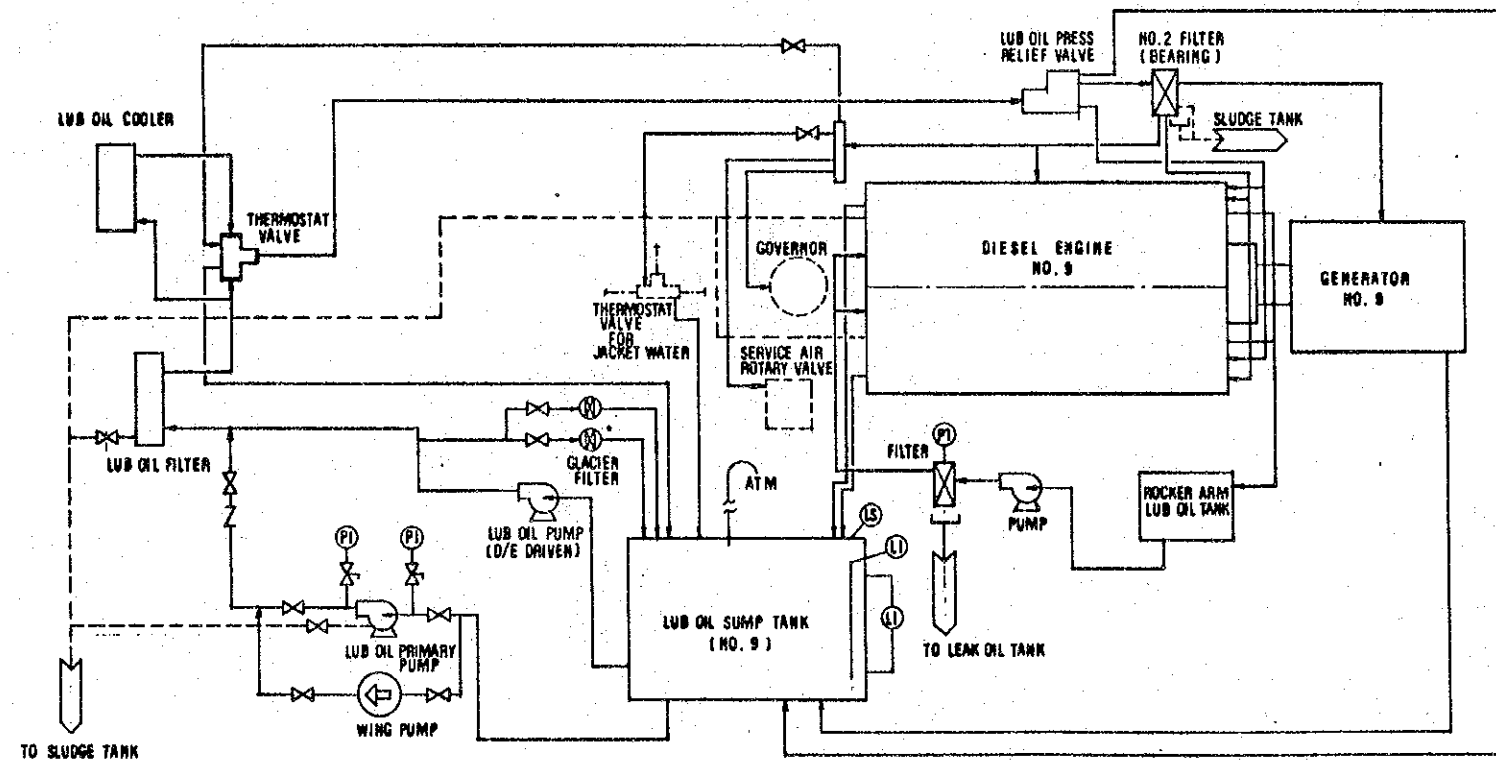 LUB OIL PRESS
RELIEF VALVE
NO.2 FILTER
(BEARING)
LUB OIL COOLER
SLUDGE TANK
THERMOSTAT
VALVE
GOVERNOR
DIESEL ENGINE
NO. 9
GENERATOR
NO. 9
THERMOSTAT
VALVE
FOR
JACKET WATER
SERVICE AIR
ROTARY VALVE
LUB OIL FILTER
GLACIER
FILTER
FILTER
PI
ATM
PUMP
ROCKER ARM
LUB OIL TANK
LUB OIL PUMP
(D/E DRIVEN)
LS
LI
PI
PI
LI
LUB OIL SUMP TANK
(NO. 9)
LUB OIL PRIMARY
PUMP
TO LEAK OIL TANK
WING PUMP
TO SLUDGE TANK